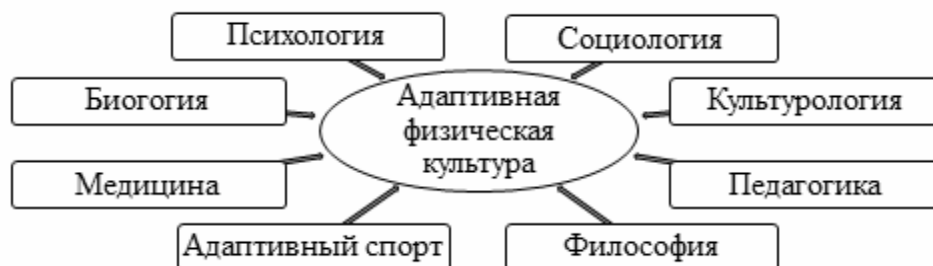 Психология
Социология
Биогогия
Адаптивная
физическая
культура
Культурология
Медицина
Педагогика
Адаптивный спорт
Философия